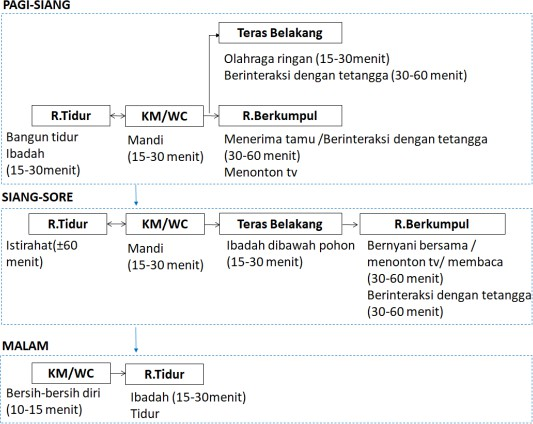 PAGI-SIANG
Teras Belakang
Olahraga ringan (15-30menit)
Berinteraksi dengan tetangga (30-60 menit)
R.Tidur
Bangun tidur
Ibadah
(15-30menit)
KM/WC
Mandi
(15-30 menit)
R.Berkumpul
Menerima tamu /Berinteraksi dengan tetangga
(30-60 menit)
Menonton tv
SIANG-SORE
R.Tidur
Istirahat(±60
menit)
KM/WC
Mandi
(15-30 menit)
Teras Belakang
Ibadah dibawah pohon
(15-30 menit)
R.Berkumpul
Bernyani bersama /
menonton tv/ membaca
(30-60 menit)
Berinteraksi dengan tetangga
(30-60 menit)
MALAM
KM/WC
Bersih-bersih diri
(10-15 menit)
R.Tidur
Ibadah (15-30menit)
Tidur